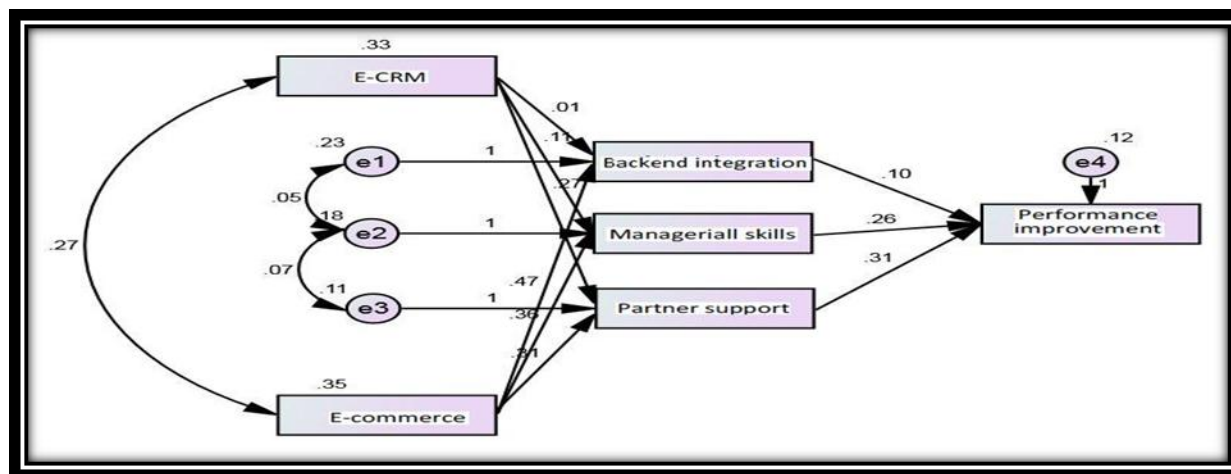 .33
E-CRM
.01
.11
.27
.23
e1
1
Backend integration
.12
e4
1
.10
.05
.18
e2
1
Manageriall skills
.26
Performance
improvement
.27
.07
.11
e3
1
Partner support
.31
.47
.36
.31
.35
E-commerce